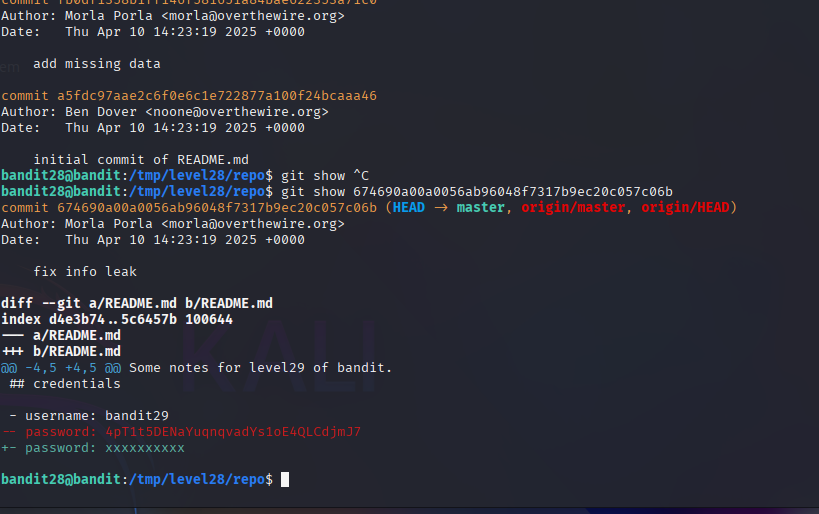 Author: Morla Porla <morla@overthewire.org>
Date:   Thu Apr 10 14:23:19 2025 +0000
    add missing data
commit a5fdc97aae2c6f0e6c1e722877a100f24bcaaa46
Author: Ben Dover <noone@overthewire.org>
Date:   Thu Apr 10 14:23:19 2025 +0000
    initial commit of README.md
bandit28@bandit:/tmp/level28/repo$ git show ^C
bandit28@bandit:/tmp/level28/repo$ git show 674690a00a0056ab96048f7317b9ec20c057c06b
commit 674690a00a0056ab96048f7317b9ec20c057c06b (HEAD -> master, origin/master, origin/HEAD)
Author: Morla Porla <morla@overthewire.org>
Date:   Thu Apr 10 14:23:19 2025 +0000
    fix info leak
diff --git a/README.md b/README.md
index d4e3b74..5c6457b 100644
--- a/README.md
+++ b/README.md
@@ -4,5 +4,5 @@ Some notes for level29 of bandit.
 ## credentials
 - username: bandit29
-- password: 4pT1t5DENaYuqnqvadYs1oE4QLCdjmJ7
+- password: xxxxxxxxxx
bandit28@bandit:/tmp/level28/repo$
KALI